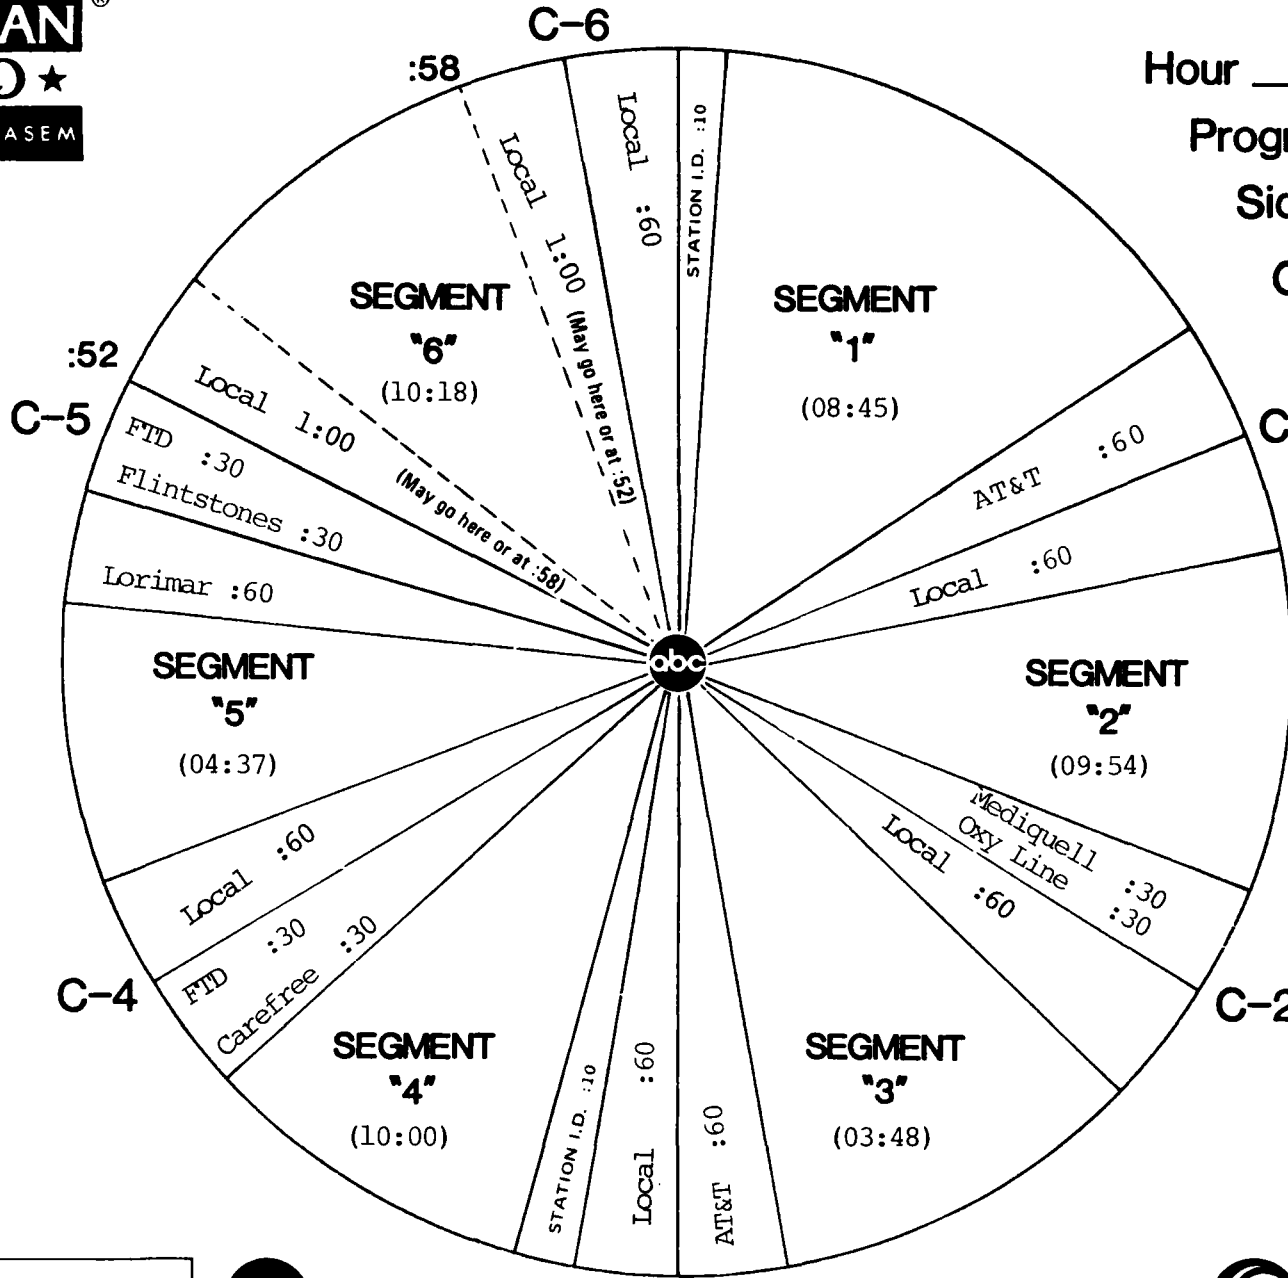 AN ®
ASEM
C-6
:58
Hour
Local :60
STATION I.D. :10
SEGMENT
"1"
(08:45)
AT&T :60
Local :60
SEGMENT
"2"
(09:54)
Mediquell :30
Oxy Line :30
C-2
Local :60
SEGMENT
"3"
(03:48)
AT&T :60
Local :60
STATION I.D. :10
SEGMENT
"4"
(10:00)
Carefree :30
FTD :30
C-4
Local :60
SEGMENT
"5"
(04:37)
Lorimar :60
Flintstones :30
FTD :30
C-5
:52
Local 1:00
(May go here or at :58)
SEGMENT
"6"
(10:18)
Local 1:00
(May go here or at :52)
abc